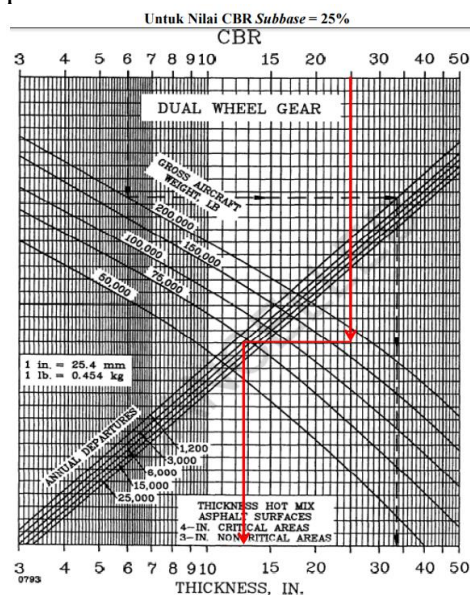 Untuk Nilai CBR Subbase = 25%
CBR
3 4 5 6 7 8 9 10 15 20 30 40 50
DUAL WHEEL GEAR
GROSS AIRCRAFT
WEIGHT, LB
200,000
150,000
100,000
75,000
50,000
1 in. = 25.4 mm
1 lb. = 0.454 kg
ANNUAL DEPARTURES
1,200
3,000
6,000
15,000
25,000
THICKNESS HOT MIX
ASPHALT SURFACES
4-IN. CRITICAL AREAS
3-IN. NONCRITICAL AREAS
3 4 5 6 7 8 9 10 15 20 30 40 50
0793
THICKNESS, IN.